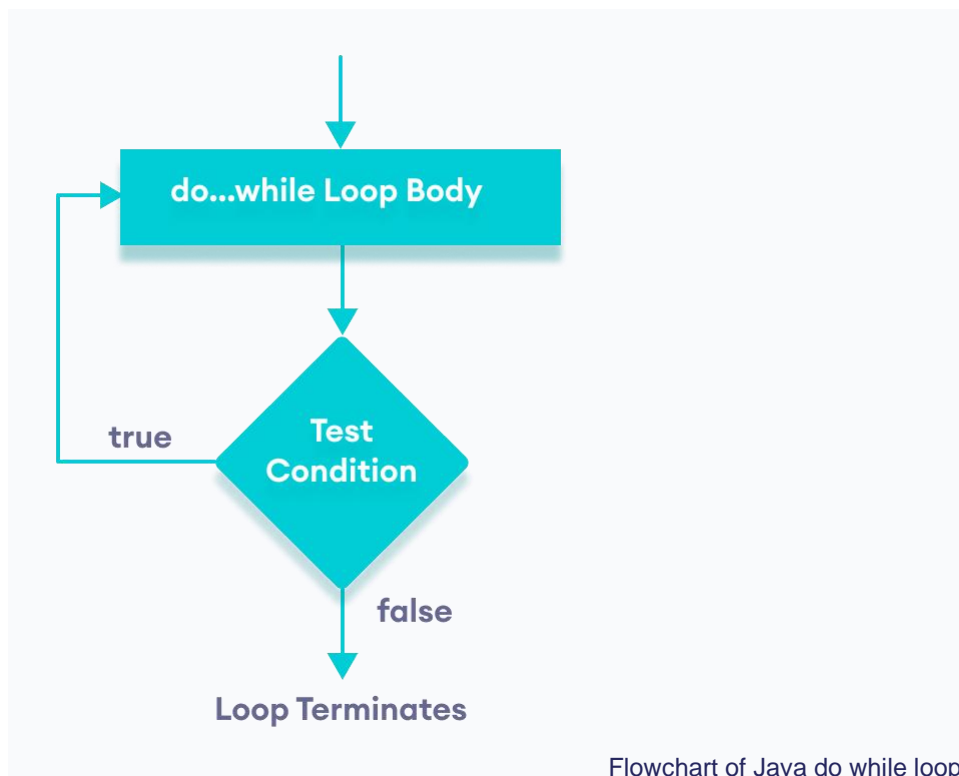 do...while Loop Body
true
Test
Condition
false
Loop Terminates
Flowchart of Java do while loop